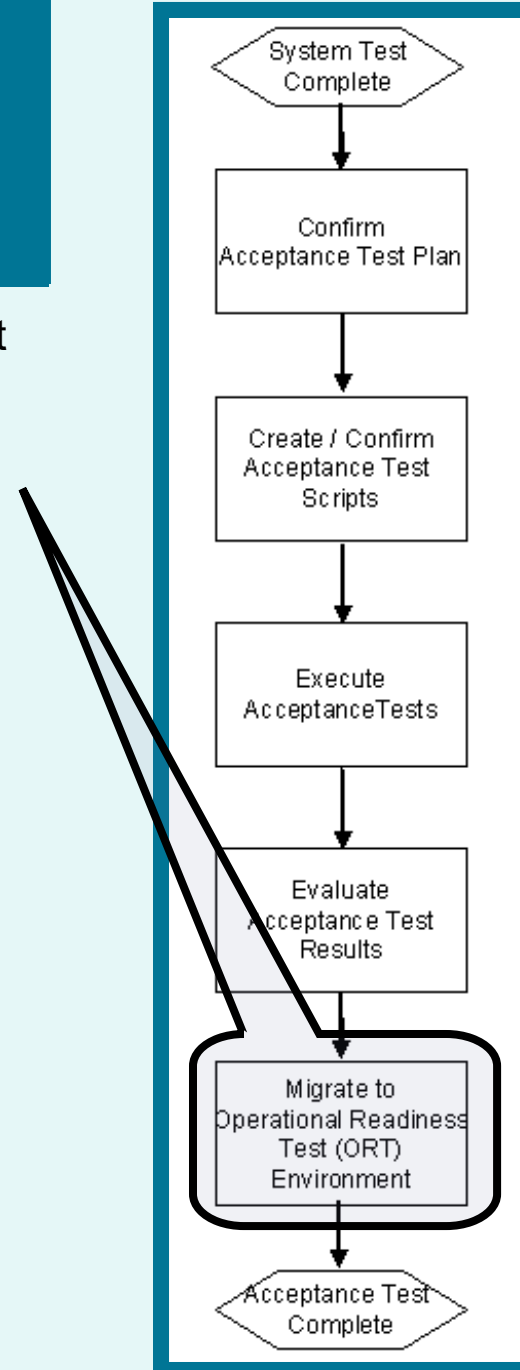 System Test
Complete
Confirm
Acceptance Test Plan
t
Create / Confirm
Acceptance Test
Scripts
Execute
AcceptanceTests
Evaluate
Acceptance Test
Results
Migrate to
Operational Readiness
Test (ORT)
Environment
Acceptance Test
Complete